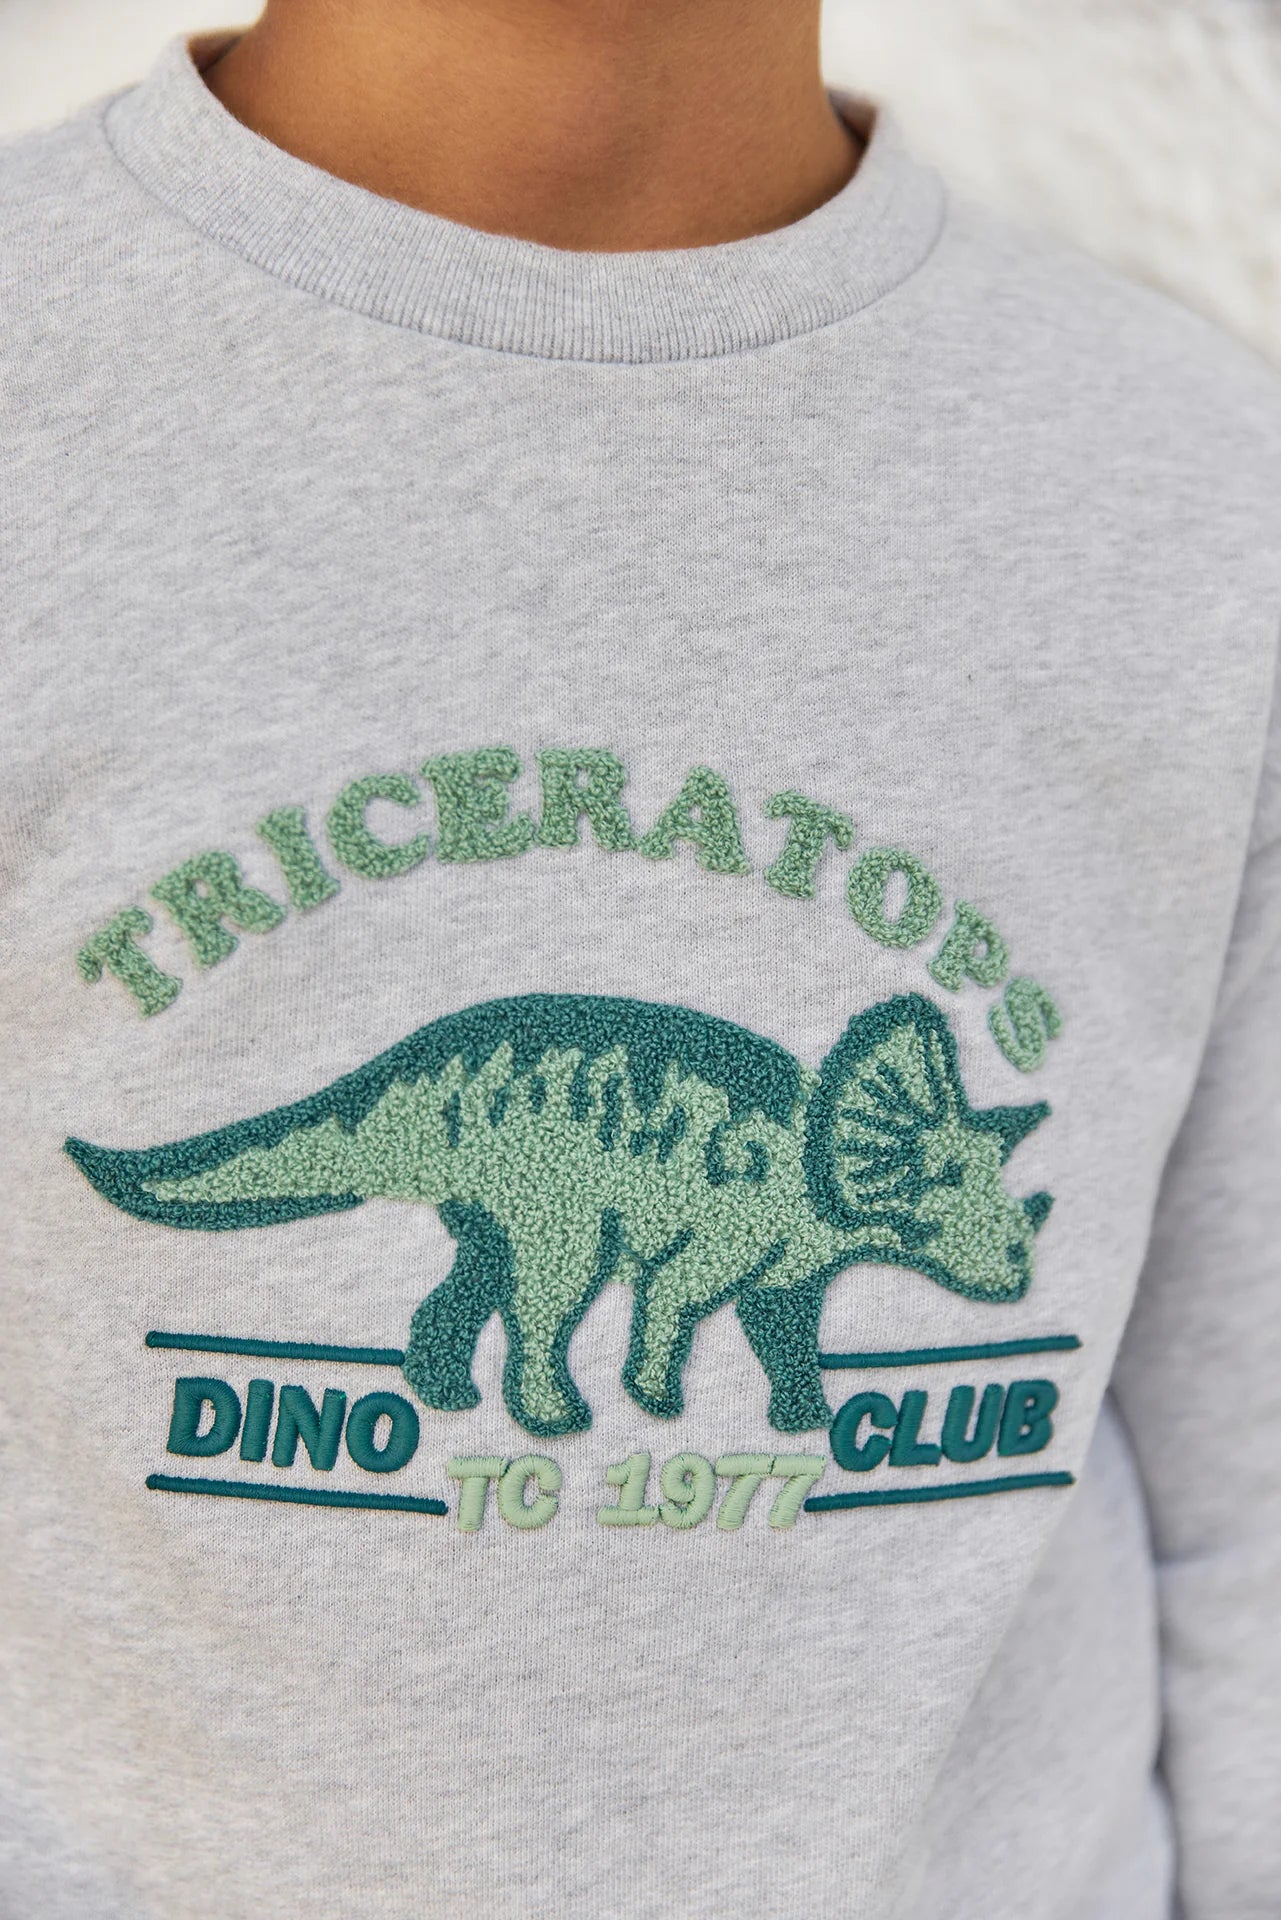 TRICERATOPS
DINO CLUB
TC 1977